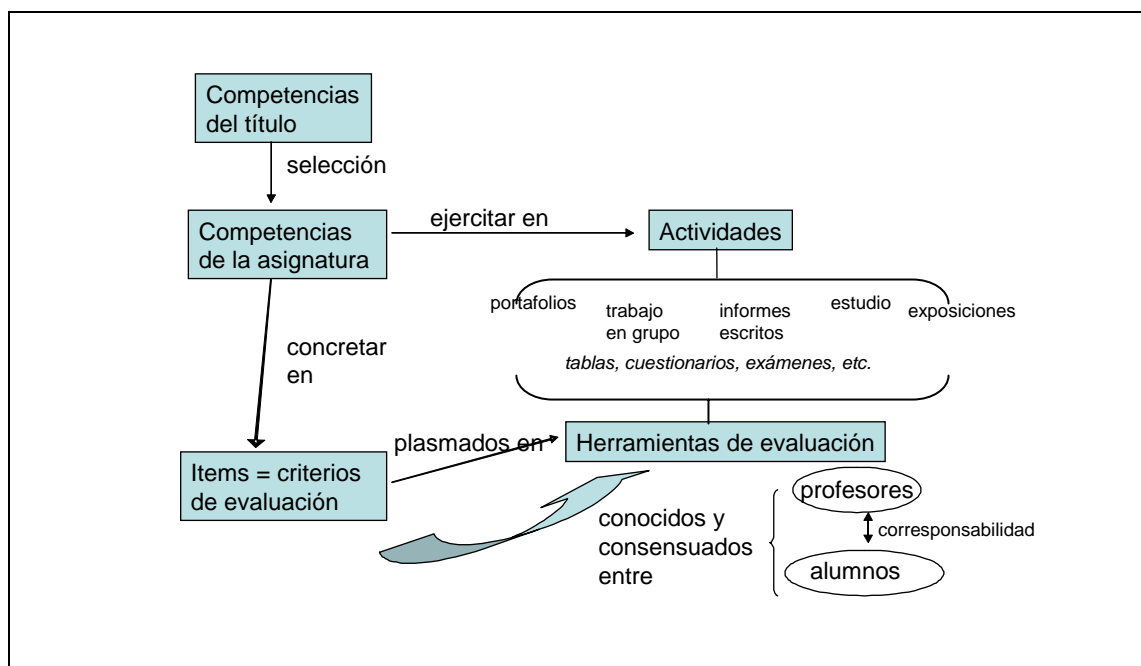 Competencias
del título
selección
Competencias
de la asignatura
ejercitar en
Actividades
portafolios
trabajo
en grupo
informes
escritos
estudio
exposiciones
tablas, cuestionarios, exámenes, etc.
concretar
en
Items = criterios
de evaluación
plasmados en
Herramientas de evaluación
conocidos y
consensuados
entre
profesores
corresponsabilidad
alumnos